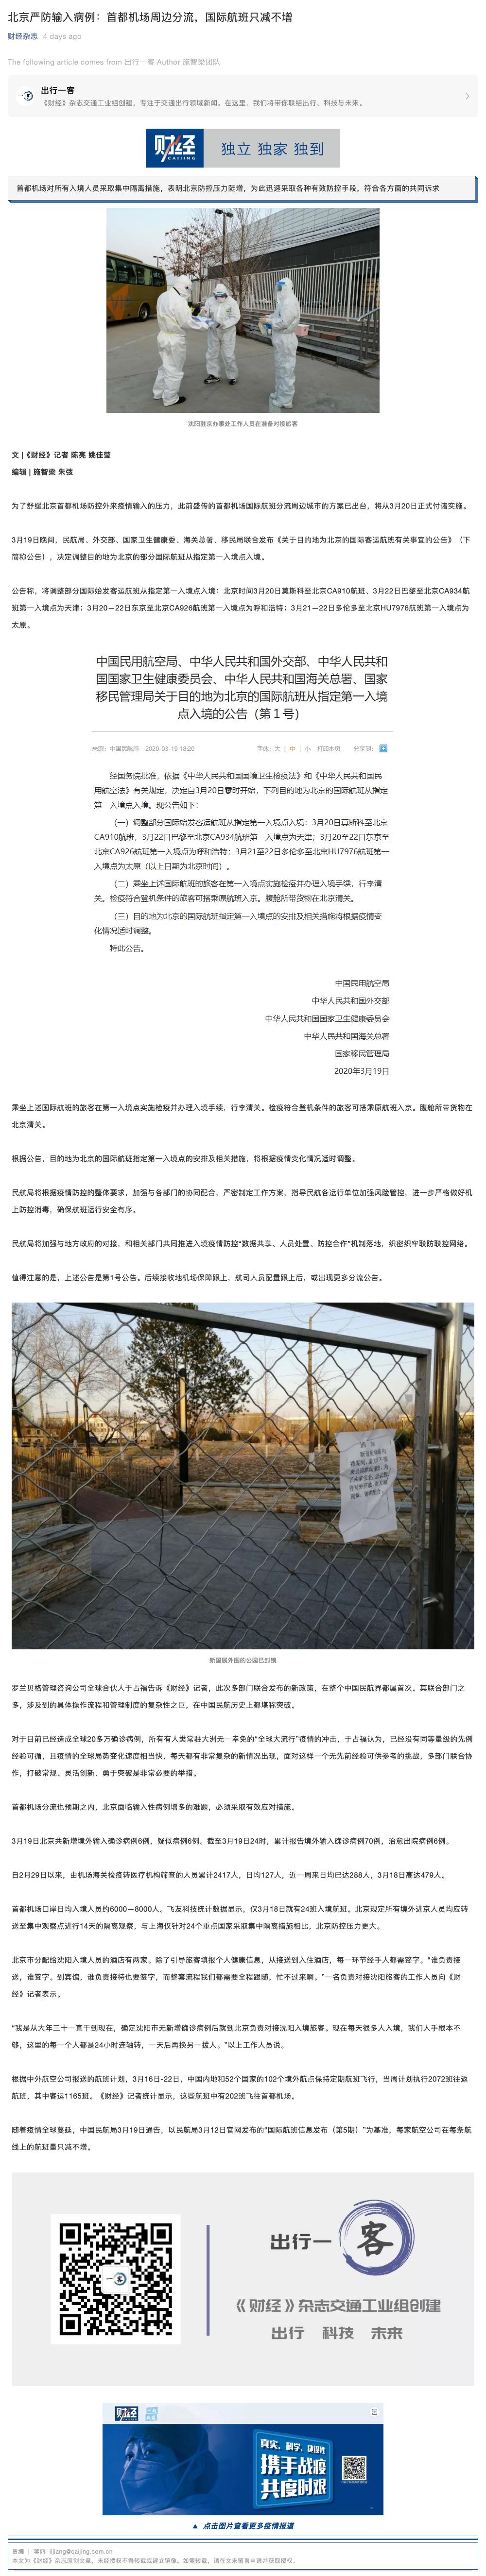 北京严防输入病例：首都机场周边分流，国际航班只减不增
财经杂志 4 days ago
The following article comes from 出行一客 Author 施智梁团队
出行一客
《财经》杂志交通工业组创建，专注于交通出行领域新闻。在这里，我们将带你联结出行、科技与未来。
财经
CAIJING
独立 独家 独到
首都机场对所有入境人员采取集中隔离措施，表明北京防控压力陡增，为此迅速采取各种有效防控手段，符合各方面的共同诉求
沈阳驻京办事处工作人员在准备对接旅客
文 |《财经》记者 陈亮 姚佳莹
编辑 | 施智梁 朱弢
为了舒缓北京首都机场防控外来疫情输入的压力，此前盛传的首都机场国际航班分流周边城市的方案已出台，将从3月20日正式付诸实施。
3月19日晚间，民航局、外交部、国家卫生健康委、海关总署、移民局联合发布《关于目的地为北京的国际客运航班有关事宜的公告》（下
简称公告），决定调整目的地为北京的部分国际航班从指定第一入境点入境。
公告称，将调整部分国际始发客运航班从指定第一入境点入境：北京时间3月20日莫斯科至北京CA910航班、3月22日巴黎至北京CA934航
班第一入境点为天津；3月20—22日东京至北京CA926航班第一入境点为呼和浩特；3月21—22日多伦多至北京HU7976航班第一入境点为
太原。
中国民用航空局、中华人民共和国外交部、中华人民共和
国国家卫生健康委员会、中华人民共和国海关总署、国家
移民管理局关于目的地为北京的国际航班从指定第一入境
点入境的公告（第１号）
来源：中国民航局 2020-03-19 18:20 字体：大 | 中 | 小 打印本页 分享到：
经国务院批准，依据《中华人民共和国国境卫生检疫法》和《中华人民共和国民
用航空法》有关规定，决定自3月20日零时开始，下列目的地为北京的国际航班从指定
第一入境点入境。现公告如下：
（一）调整部分国际始发客运航班从指定第一入境点入境：3月20日莫斯科至北京
CA910航班，3月22日巴黎至北京CA934航班第一入境点为天津；3月20至22日东京至
北京CA926航班第一入境点为呼和浩特；3月21至22日多伦多至北京HU7976航班第一
入境点为太原（以上日期为北京时间）。
（二）乘坐上述国际航班的旅客在第一入境点实施检疫并办理入境手续，行李清
关。检疫符合登机条件的旅客可搭乘原航班入京。腹舱所带货物在北京清关。
（三）目的地为北京的国际航班指定第一入境点的安排及相关措施将根据疫情变
化情况适时调整。
特此公告。
中国民用航空局
中华人民共和国外交部
中华人民共和国国家卫生健康委员会
中华人民共和国海关总署
国家移民管理局
2020年3月19日
乘坐上述国际航班的旅客在第一入境点实施检疫并办理入境手续，行李清关。检疫符合登机条件的旅客可搭乘原航班入京。腹舱所带货物在
北京清关。
根据公告，目的地为北京的国际航班指定第一入境点的安排及相关措施，将根据疫情变化情况适时调整。
民航局将根据疫情防控的整体要求，加强与各部门的协同配合，严密制定工作方案，指导民航各运行单位加强风险管控，进一步严格做好机
上防控消毒，确保航班运行安全有序。
民航局将加强与地方政府的对接，和相关部门共同推进入境疫情防控“数据共享、人员处置、防控合作”机制落地，织密织牢联防联控网络。
值得注意的是，上述公告是第1号公告。后续接收地机场保障跟上，航司人员配置跟上后，或出现更多分流公告。
新国展外围的公园已封锁
罗兰贝格管理咨询公司全球合伙人于占福告诉《财经》记者，此次多部门联合发布的新政策，在整个中国民航界都属首次。其联合部门之
多，涉及到的具体操作流程和管理制度的复杂性之巨，在中国民航历史上都堪称突破。
对于目前已经造成全球20多万确诊病例，所有有人类常驻大洲无一幸免的“全球大流行”疫情的冲击，于占福认为，已经没有同等量级的先例
经验可循，且疫情的全球局势变化速度相当快，每天都有非常复杂的新情况出现，面对这样一个无先前经验可供参考的挑战，多部门联合协
作，打破常规、灵活创新、勇于突破是非常必要的举措。
首都机场分流也预期之内，北京面临输入性病例增多的难题，必须采取有效应对措施。
3月19日北京共新增境外输入确诊病例6例，疑似病例6例。截至3月19日24时，累计报告境外输入确诊病例70例，治愈出院病例6例。
自2月29日以来，由机场海关检疫转医疗机构筛查的人员累计2417人，日均127人，近一周来日均已达288人，3月18日高达479人。
首都机场口岸日均入境人员约6000—8000人。飞友科技统计数据显示，仅3月18日就有24班入境航班。北京规定所有境外进京人员均应转
送至集中观察点进行14天的隔离观察，与上海仅针对24个重点国家采取集中隔离措施相比，北京防控压力更大。
北京市分配给沈阳入境人员的酒店有两家。除了引导旅客填报个人健康信息，从接送到入住酒店，每一环节经手人都需签字。“谁负责接
送，谁签字。到宾馆，谁负责接待也要签字，而整套流程我们都需要全程跟随，忙不过来啊。”一名负责对接沈阳旅客的工作人员向《财
经》记者表示。
“我是从大年三十一直干到现在，确定沈阳市无新增确诊病例后就到北京负责对接沈阳入境旅客。现在每天很多人入境，我们人手根本不
够，这里的每一个人都是24小时连轴转，一天后再换另一拨人。”以上工作人员说。
根据中外航空公司报送的航班计划，3月16日-22日，中国内地和52个国家的102个境外航点保持定期航班飞行，当周计划执行2072班往返
航班，其中客运1165班。《财经》记者统计显示，这些航班中有202班飞往首都机场。
随着疫情全球蔓延，中国民航局3月19日通告，以民航局3月12日官网发布的“国际航班信息发布（第5期）”为基准，每家航空公司在每条航
线上的航班量只减不增。
出行一客
《财经》杂志交通工业组创建
出行 科技 未来
财经
真实、科学、建设性
携手战疫
共度时艰
▲ 点击图片查看更多疫情报道
责编 | 蒋丽 lijiang@caijing.com.cn
本文为《财经》杂志原创文章，未经授权不得转载或建立镜像。如需转载，请在文末留言申请并获取授权。